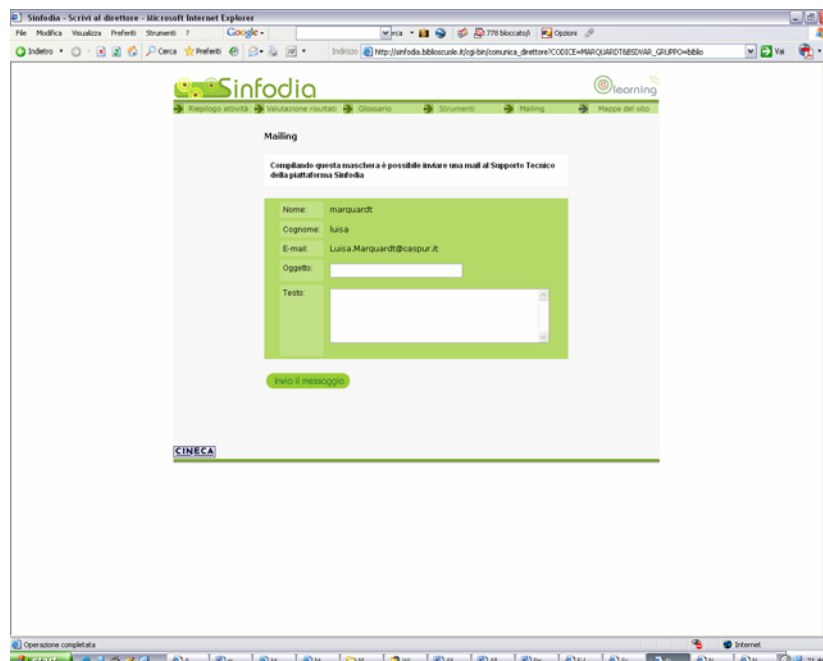 Sinfodia - Scrivi al direttore - Microsoft Internet Explorer
File Modifica Visualizza Preferiti Strumenti ?
Google
rca
778 bloccato/i
Opzioni
Indietro
Cerca
Preferiti
Indirizzo
http://sinfodia.biblioscuole.it/cgi-bin/comunica_direttore?CODICE=MARQUARDT&BSDVAR_GRUPPO=biblio
Vai
Sinfodia
elearning
Riepilogo attività
Valutazione risultati
Glossario
Strumenti
Mailing
Mappa del sito
Mailing
Compilando questa maschera è possibile inviare una mail al Supporto Tecnico
della piattaforma Sinfodia
Nome: marquardt
Cognome: luisa
E-mail: Luisa.Marquardt@caspur.it
Oggetto:
Testo:
Invio il messaggio
CINECA
Operazione completata
Internet